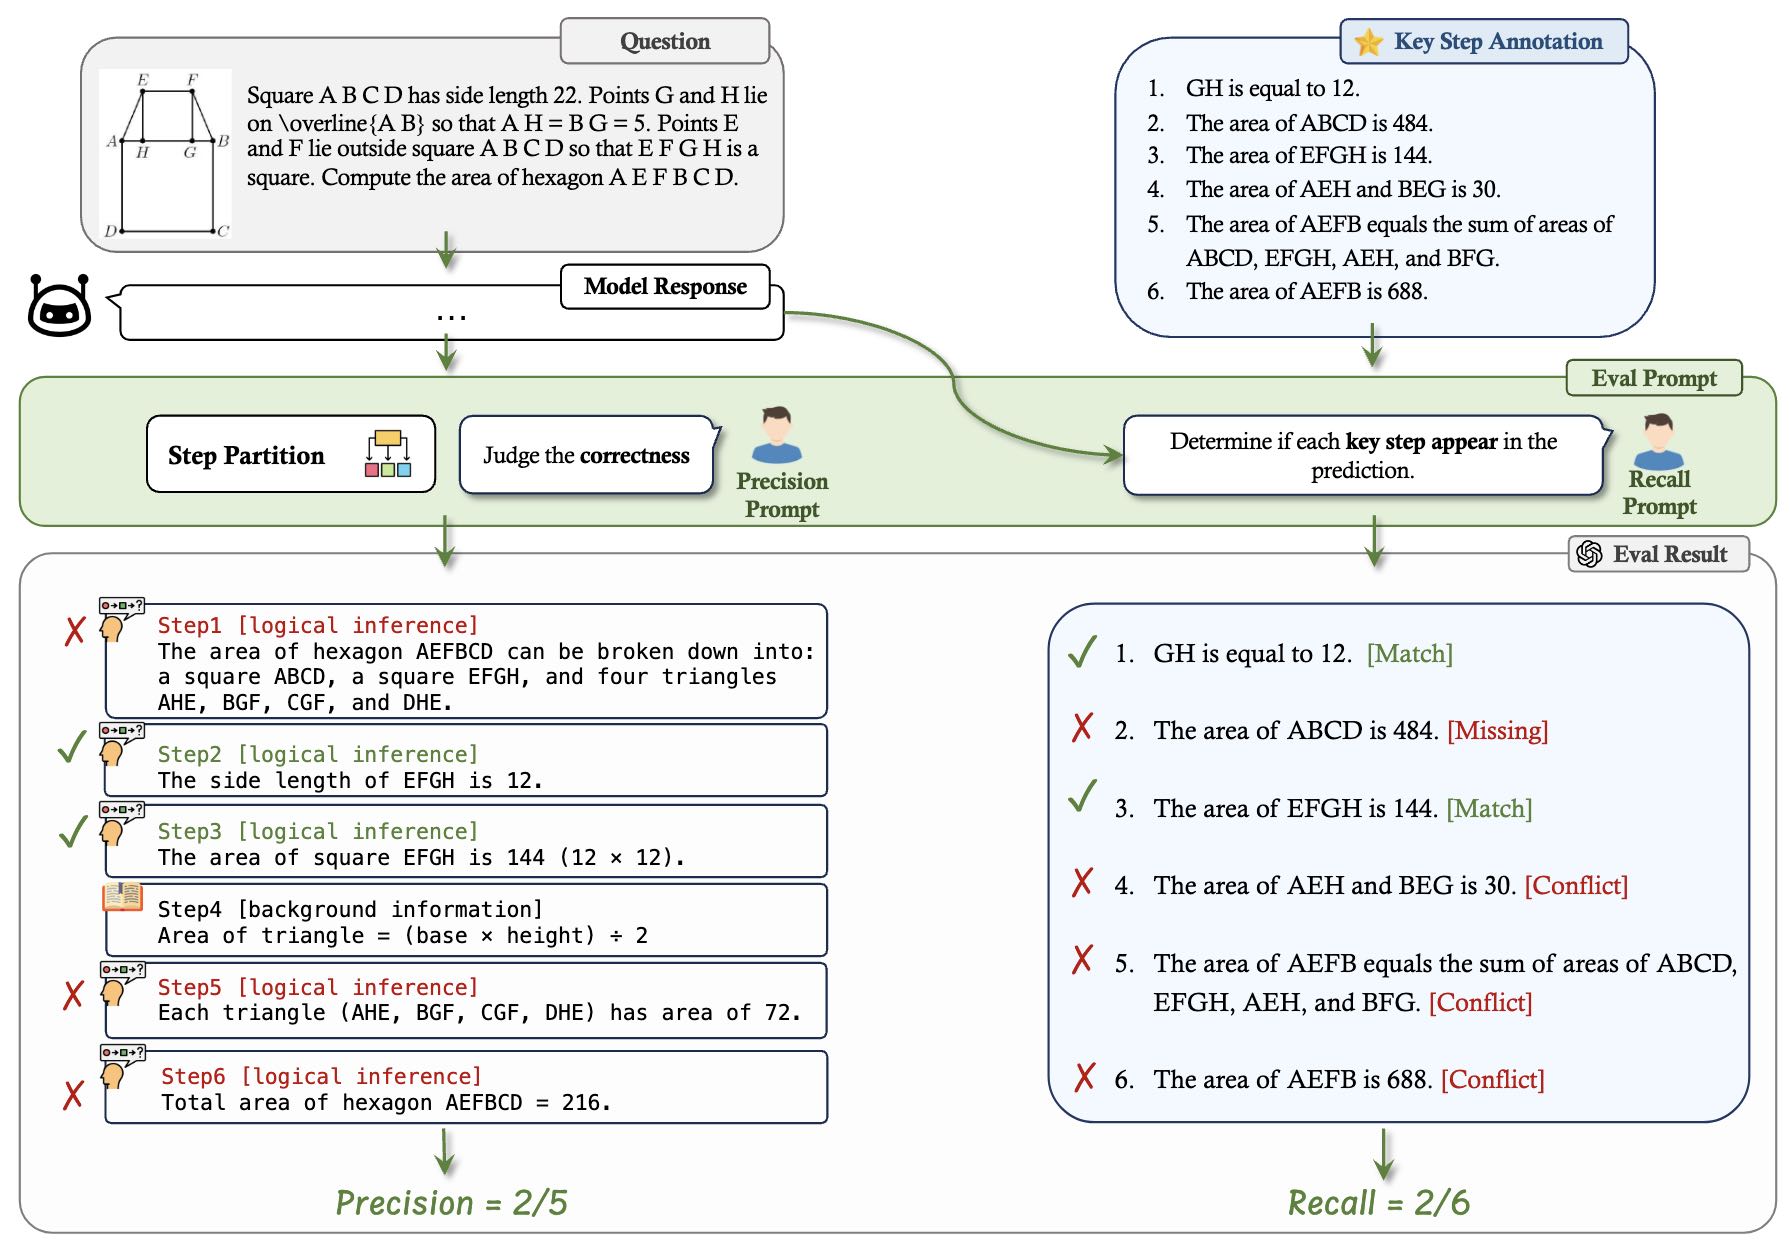 Question
E F
A H G B
D C
Square A B C D has side length 22. Points G and H lie
on \overline{A B} so that A H = B G = 5. Points E
and F lie outside square A B C D so that E F G H is a
square. Compute the area of hexagon A E F B C D.
Key Step Annotation
1. GH is equal to 12.
2. The area of ABCD is 484.
3. The area of EFGH is 144.
4. The area of AEH and BEG is 30.
5. The area of AEFB equals the sum of areas of
ABCD, EFGH, AEH, and BFG.
6. The area of AEFB is 688.
Model Response
...
Eval Prompt
Step Partition
Judge the correctness
Precision
Prompt
Determine if each key step appear in the
prediction.
Recall
Prompt
Eval Result
Step1 [logical inference]
The area of hexagon AEFBCD can be broken down into:
a square ABCD, a square EFGH, and four triangles
AHE, BGF, CGF, and DHE.
Step2 [logical inference]
The side length of EFGH is 12.
Step3 [logical inference]
The area of square EFGH is 144 (12 × 12).
Step4 [background information]
Area of triangle = (base × height) ÷ 2
Step5 [logical inference]
Each triangle (AHE, BGF, CGF, DHE) has area of 72.
Step6 [logical inference]
Total area of hexagon AEFBCD = 216.
Precision = 2/5
1. GH is equal to 12. [Match]
2. The area of ABCD is 484. [Missing]
3. The area of EFGH is 144. [Match]
4. The area of AEH and BEG is 30. [Conflict]
5. The area of AEFB equals the sum of areas of ABCD,
EFGH, AEH, and BFG. [Conflict]
6. The area of AEFB is 688. [Conflict]
Recall = 2/6